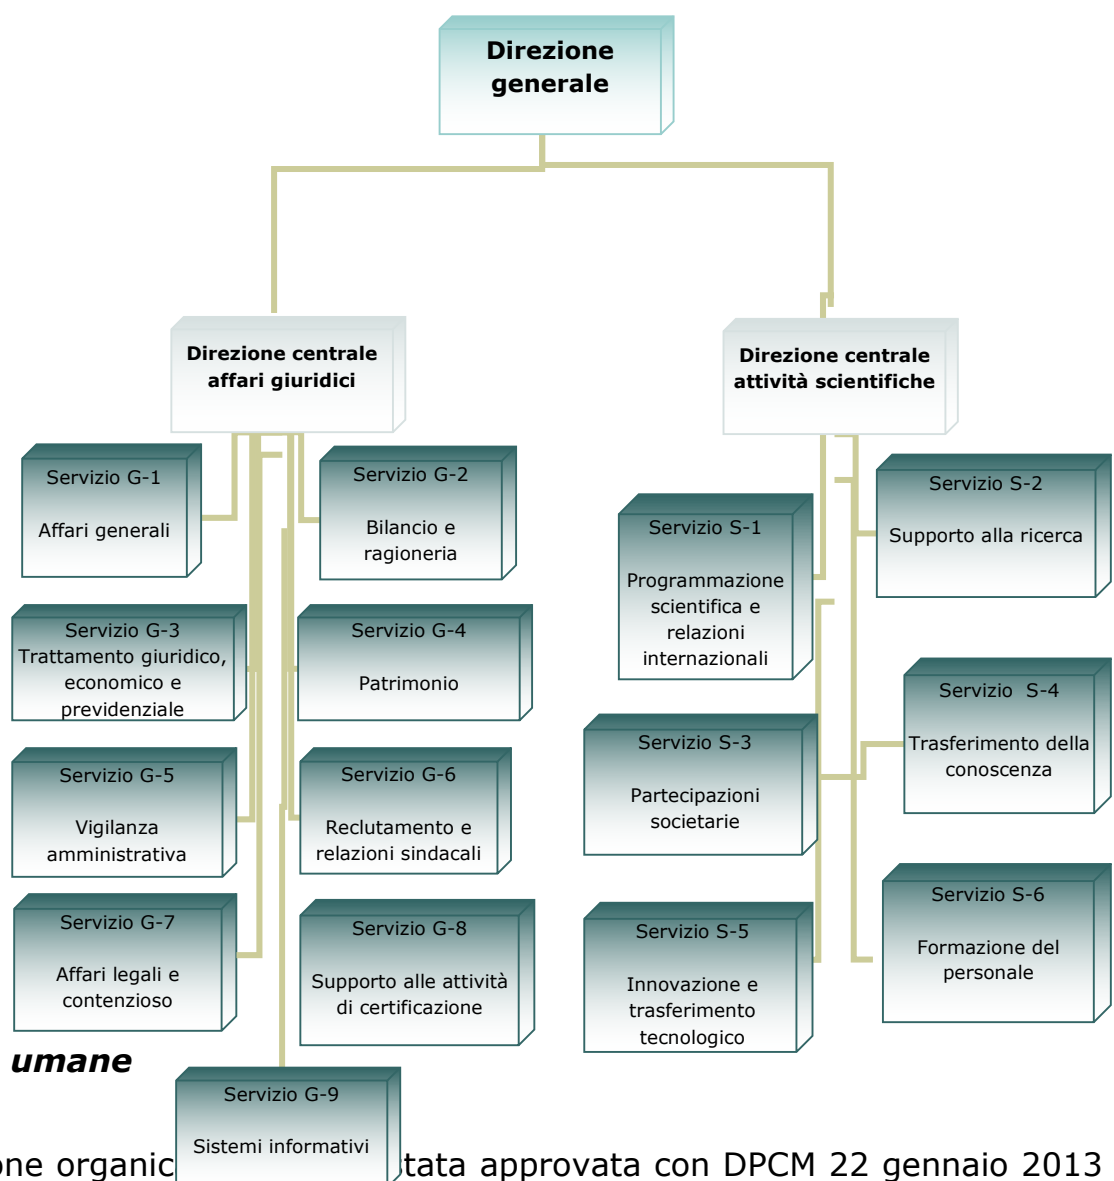 Direzione
generale
Direzione centrale
affari giuridici
Direzione centrale
attività scientifiche
Servizio G-1
Affari generali
Servizio G-2
Bilancio e
ragioneria
Servizio S-1
Programmazione
scientifica e
relazioni
internazionali
Servizio S-2
Supporto alla ricerca
Servizio G-3
Trattamento giuridico,
economico e
previdenziale
Servizio G-4
Patrimonio
Servizio S-3
Partecipazioni
societarie
Servizio  S-4
Trasferimento della
conoscenza
Servizio G-5
Vigilanza
amministrativa
Servizio G-6
Reclutamento e
relazioni sindacali
Servizio G-7
Affari legali e
contenzioso
Servizio G-8
Supporto alle attività
di certificazione
Servizio S-5
Innovazione e
trasferimento
tecnologico
Servizio S-6
Formazione del
personale
umane
Servizio G-9
Sistemi informativi
approvata con DPCM 22 gennaio 2013